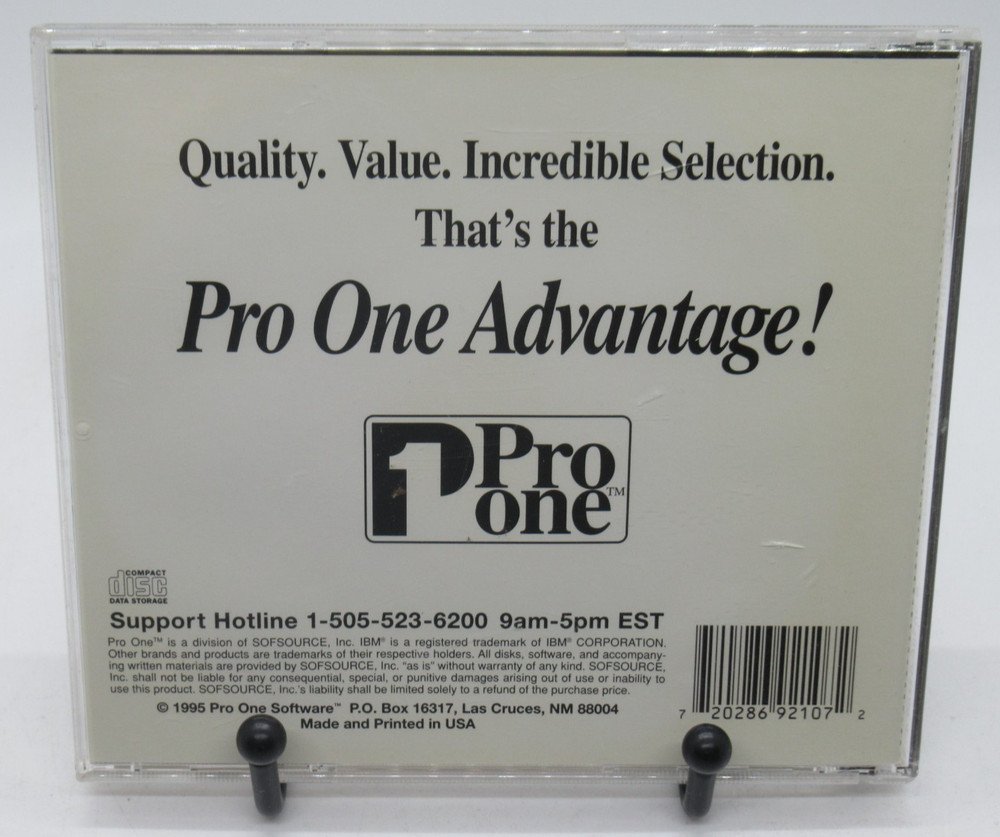 Quality. Value. Incredible Selection.
That's the
Pro One Advantage!
1 Pro
one™
COMPACT
disc
DATA STORAGE
Support Hotline 1-505-523-6200 9am-5pm EST
Pro One™ is a division of SOFSOURCE, Inc. IBM® is a registered trademark of IBM® CORPORATION.
Other brands and products are trademarks of their respective holders. All disks, software, and accompany-
ing written materials are provided by SOFSOURCE, Inc. "as is" without warranty of any kind. SOFSOURCE,
Inc. shall not be liable for any consequential, special, or punitive damages arising out of use or inability to
use this product. SOFSOURCE, Inc.'s liability shall be limited solely to a refund of the purchase price.
© 1995 Pro One Software™ P.O. Box 16317, Las Cruces, NM 88004
Made and Printed in USA
7 20286 92107 2